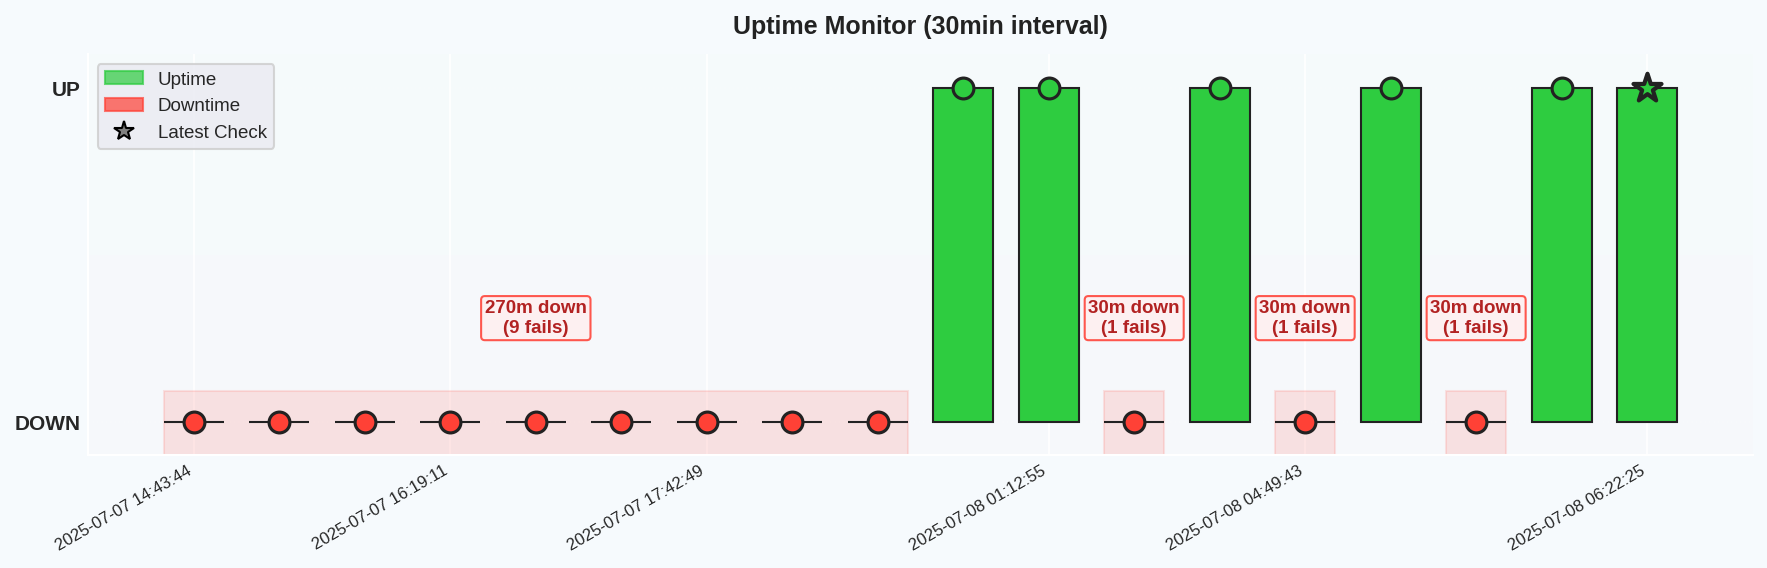 Uptime Monitor (30min interval)
UP
Uptime
Downtime
Latest Check
270m down
(9 fails)
30m down
(1 fails)
30m down
(1 fails)
30m down
(1 fails)
DOWN
2025-07-07 14:43:44
2025-07-07 16:19:11
2025-07-07 17:42:49
2025-07-08 01:12:55
2025-07-08 04:49:43
2025-07-08 06:22:25